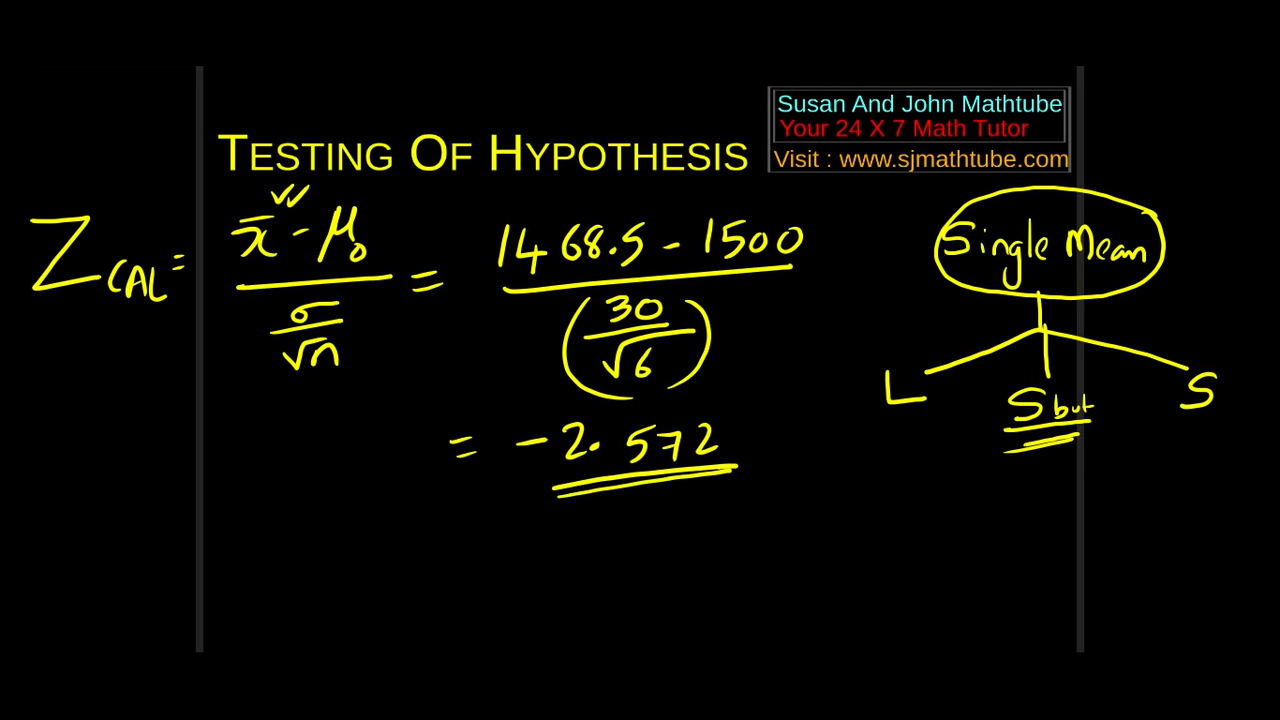 Susan And John Mathtube
Your 24 X 7 Math Tutor
Visit : www.sjmathtube.com
TESTING OF HYPOTHESIS
Z_CAL = (x̄ - μ₀) / (σ/√n) = (1468.5 - 1500) / (30/√6)
= -2.572
Single Mean
L
S but
S